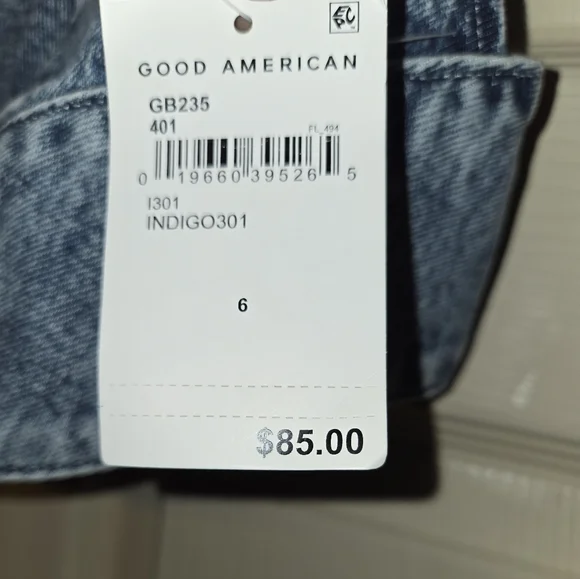 GOOD AMERICAN
GB235
401
FL_494
0 19660 39526 5
I301
INDIGO301
6
$85.00